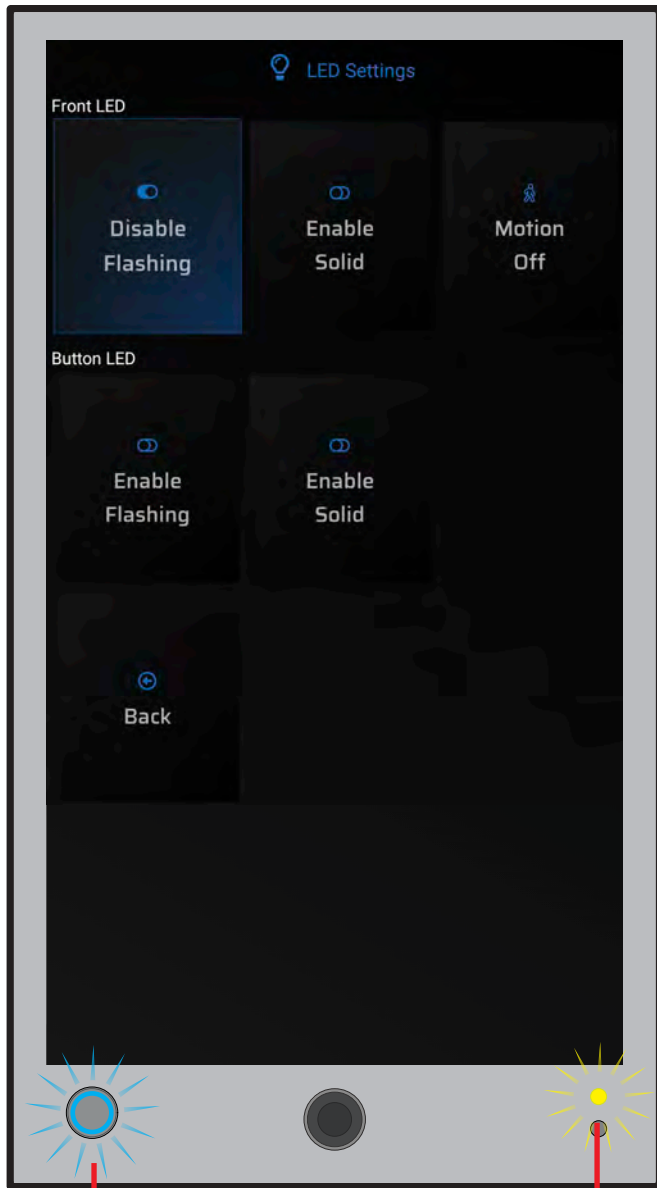 LED Settings
Front LED
Disable
Flashing
Enable
Solid
Motion
Off
Button LED
Enable
Flashing
Enable
Solid
Back